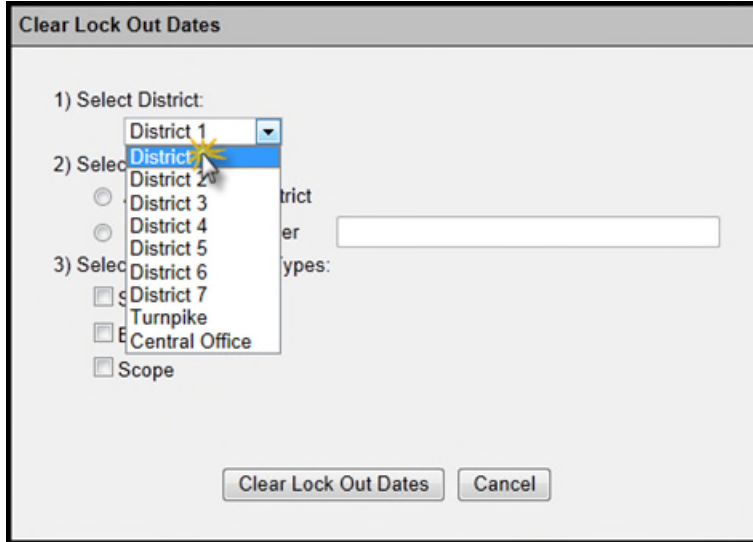 Clear Lock Out Dates
1) Select District:
District 1
District
2) Selec
District 2
trict
District 3
District 4
er
District 5
3) Selec
ypes:
District 6
District 7
S
Turnpike
E
Central Office
Scope
Clear Lock Out Dates
Cancel